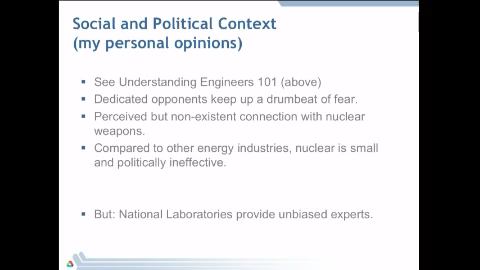 Social and Political Context
(my personal opinions)
See Understanding Engineers 101 (above)
Dedicated opponents keep up a drumbeat of fear.
Perceived but non-existent connection with nuclear
weapons.
Compared to other energy industries, nuclear is small
and politically ineffective.
But: National Laboratories provide unbiased experts.